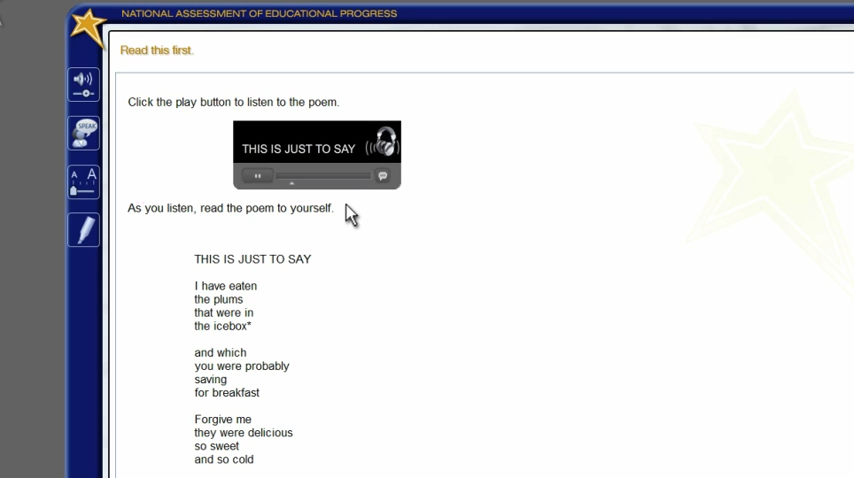 NATIONAL ASSESSMENT OF EDUCATIONAL PROGRESS
Read this first.
SPEAK
A A
Click the play button to listen to the poem.
THIS IS JUST TO SAY
As you listen, read the poem to yourself.
THIS IS JUST TO SAY
I have eaten
the plums
that were in
the icebox*
and which
you were probably
saving
for breakfast
Forgive me
they were delicious
so sweet
and so cold